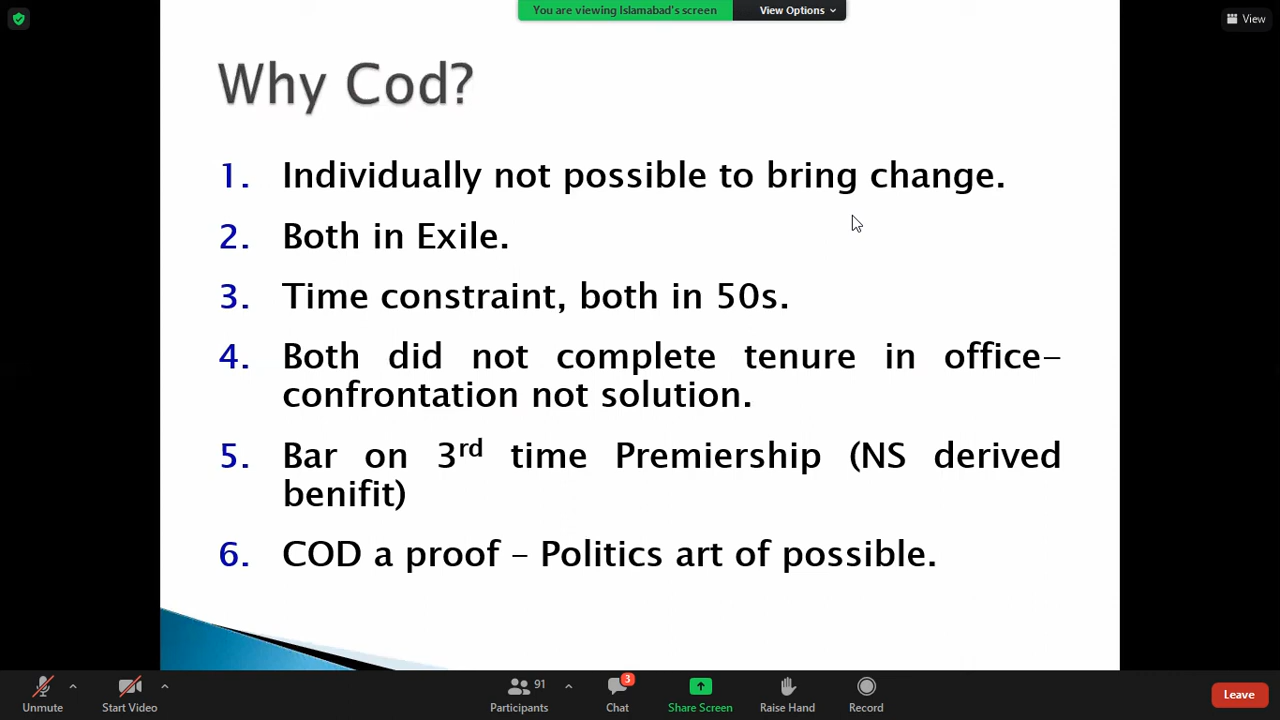 You are viewing Islamabad's screen
View Options
View
Why Cod?
1. Individually not possible to bring change.
2. Both in Exile.
3. Time constraint, both in 50s.
4. Both did not complete tenure in office–
confrontation not solution.
5. Bar on 3rd time Premiership (NS derived
benifit)
6. COD a proof – Politics art of possible.
Unmute
Start Video
91
Participants
3
Chat
Share Screen
Raise Hand
Record
Leave